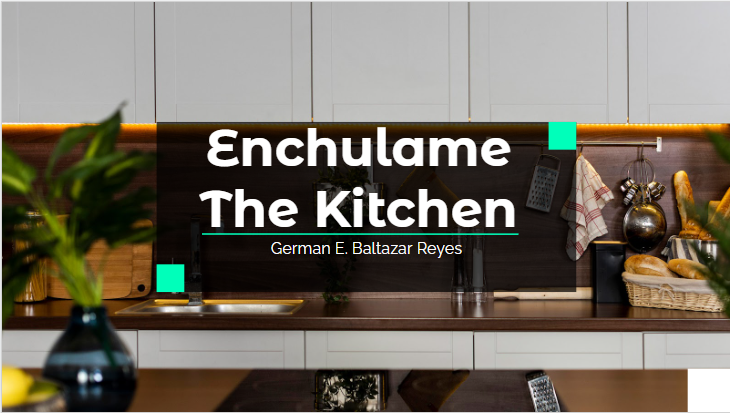 Enchulame
The Kitchen
German E. Baltazar Reyes